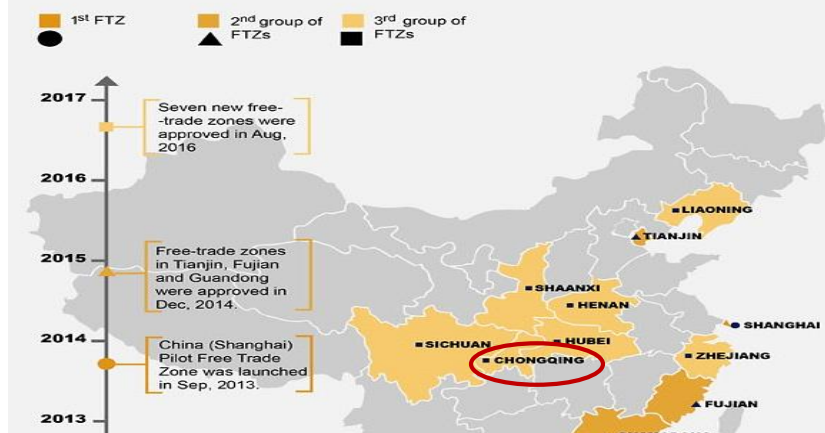 1st FTZ
2nd group of
FTZs
3rd group of
FTZs
2017
Seven new free-
-trade zones were
approved in Aug,
2016
2016
LIAONING
TIANJIN
2015
Free-trade zones
in Tianjin, Fujian
and Guandong
were approved in
Dec, 2014.
SHAANXI
HENAN
SHANGHAI
2014
China (Shanghai)
Pilot Free Trade
Zone was launched
in Sep, 2013.
SICHUAN
HUBEI
CHONGQING
ZHEJIANG
FUJIAN
2013